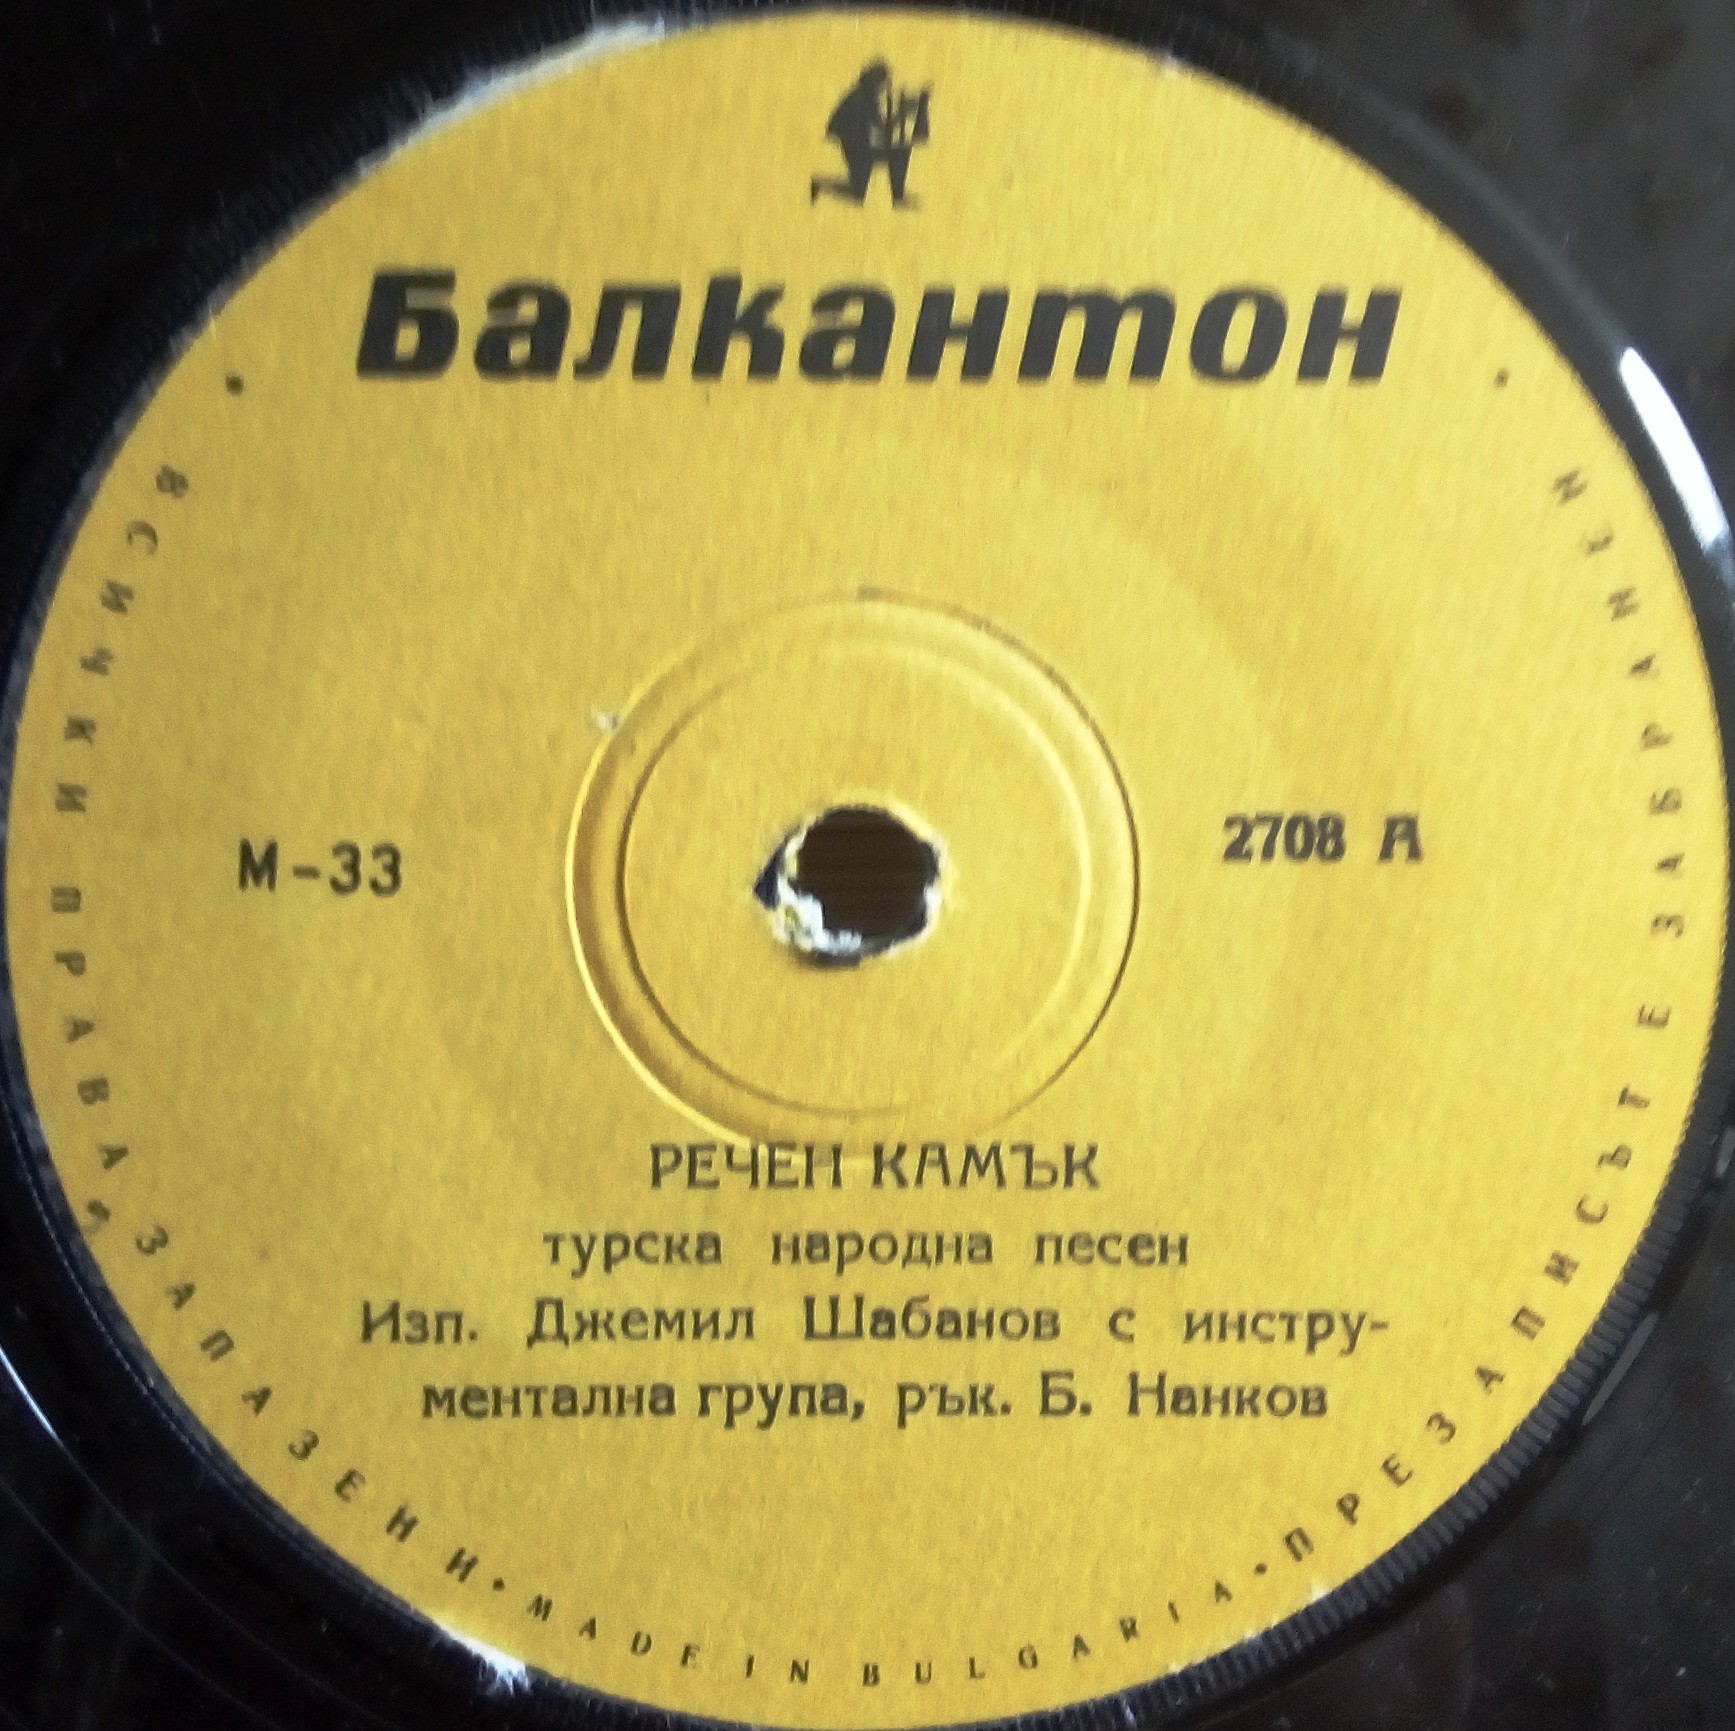 Балкантон
М-33
2708 А
РЕЧЕН КАМЪК
турска народна песен
Изп. Джемил Шабанов с инстру-
ментална група, рък. Б. Нанков
• ВСИЧКИ ПРАВА ЗАПАЗЕНИ • MADE IN BULGARIA • ПРЕЗАПИСЪТ Е ЗАБРАНЕН •